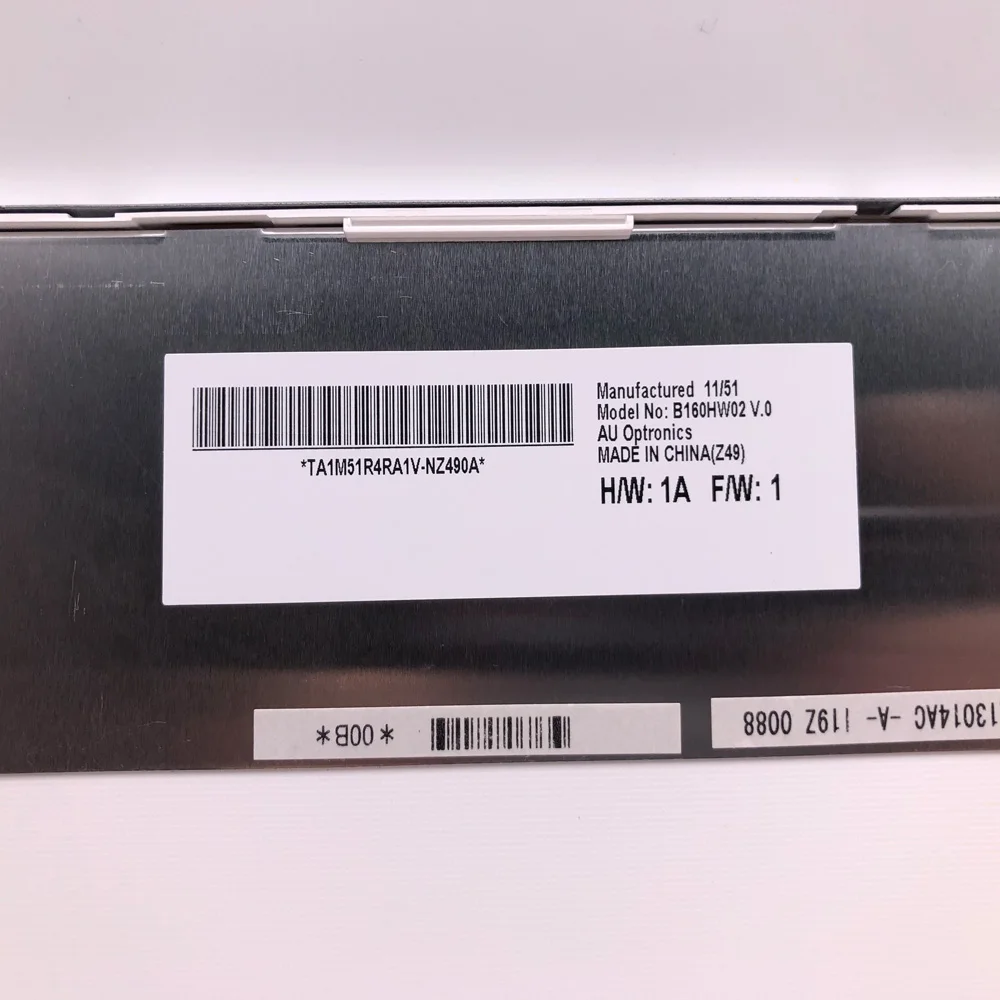 Manufactured 11/51
Model No: B160HW02 V.0
AU Optronics
MADE IN CHINA(Z49)
H/W: 1A F/W: 1
*TA1M51R4RA1V-NZ490A*
*00B*
13014AC -A- I19Z 0088